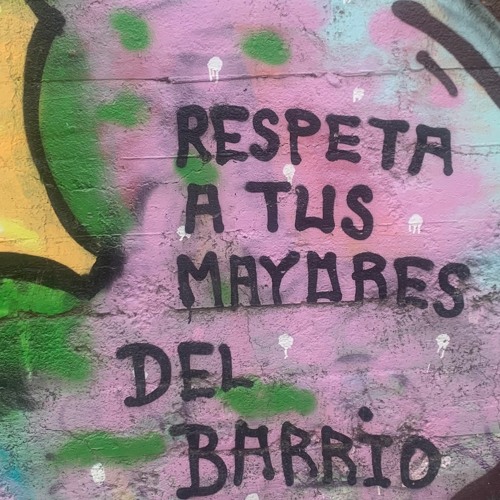 RESPETA
A TUS
MAYORES
DEL
BARRiO